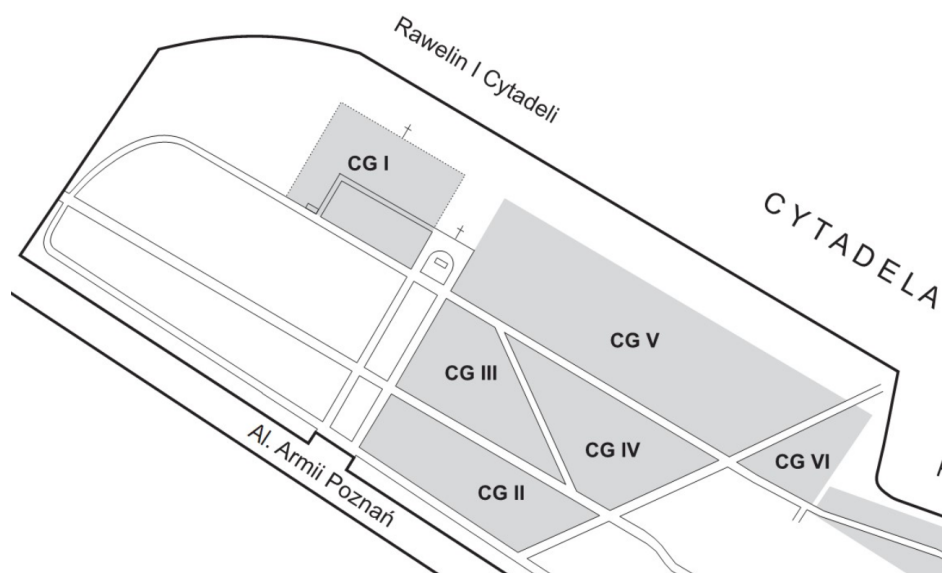 Rawelin I Cytadeli
CG I
CYTADELA
CG V
CG III
CG IV
CG VI
CG II
Al. Armii Poznań